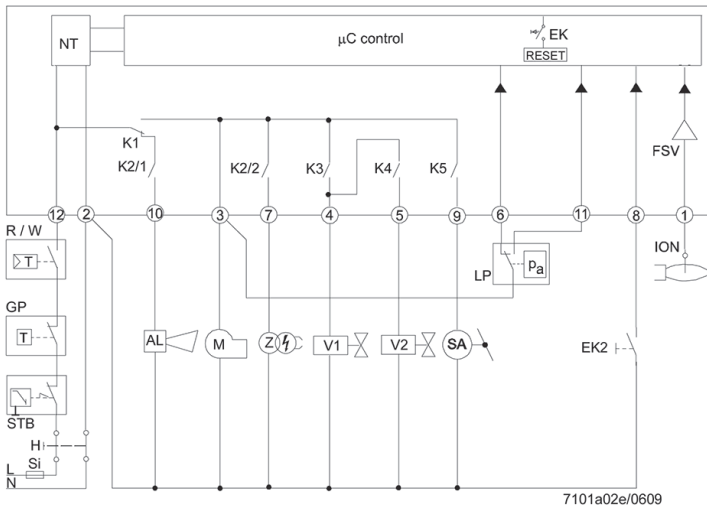 NT
µC control
EK
RESET
K1
K2/1
K2/2
K3
K4
K5
FSV
12
2
10
3
7
4
5
9
6
11
8
1
R / W
T
LP
pa
ION
GP
T
AL
M
Z
V1
V2
SA
EK2
STB
H
Si
L
N
7101a02e/0609